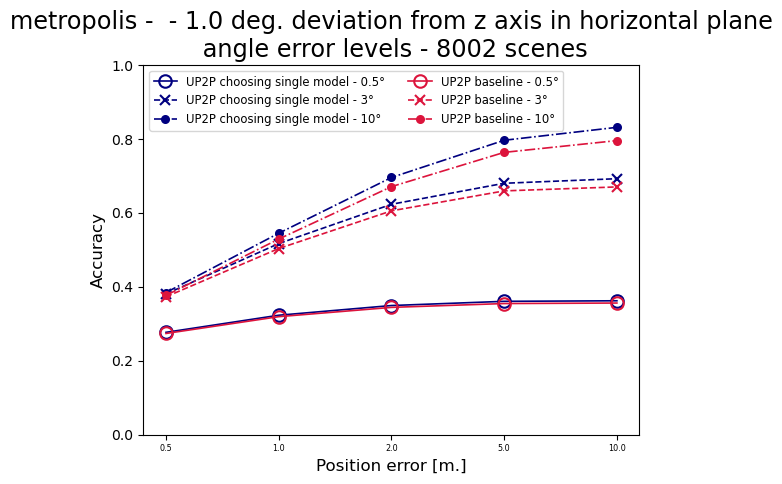 metropolis -  - 1.0 deg. deviation from z axis in horizontal plane
angle error levels - 8002 scenes
UP2P choosing single model - 0.5°
UP2P choosing single model - 3°
UP2P choosing single model - 10°
UP2P baseline - 0.5°
UP2P baseline - 3°
UP2P baseline - 10°
Accuracy
1.0
0.8
0.6
0.4
0.2
0.0
0.5
1.0
2.0
5.0
10.0
Position error [m.]